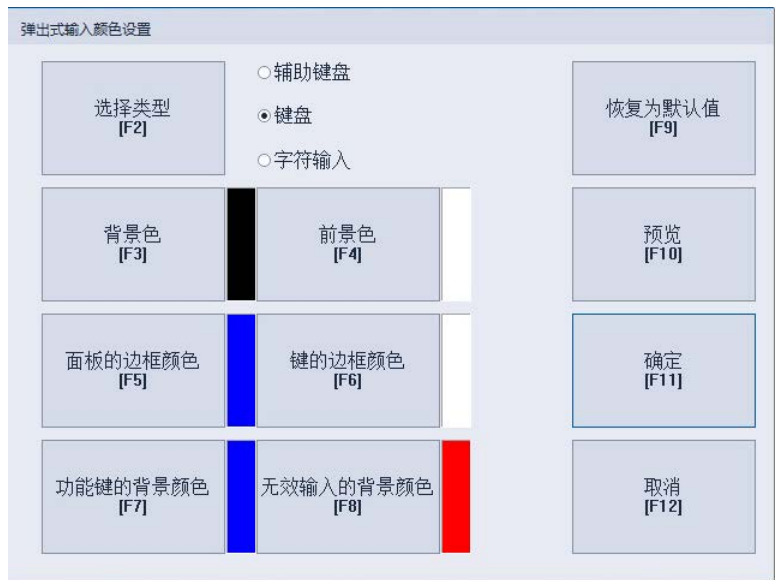 弹出式输入颜色设置
选择类型
[F2]
辅助键盘
键盘
字符输入
恢复为默认值
[F9]
背景色
[F3]
前景色
[F4]
预览
[F10]
面板的边框颜色
[F5]
键的边框颜色
[F6]
确定
[F11]
功能键的背景颜色
[F7]
无效输入的背景颜色
[F8]
取消
[F12]